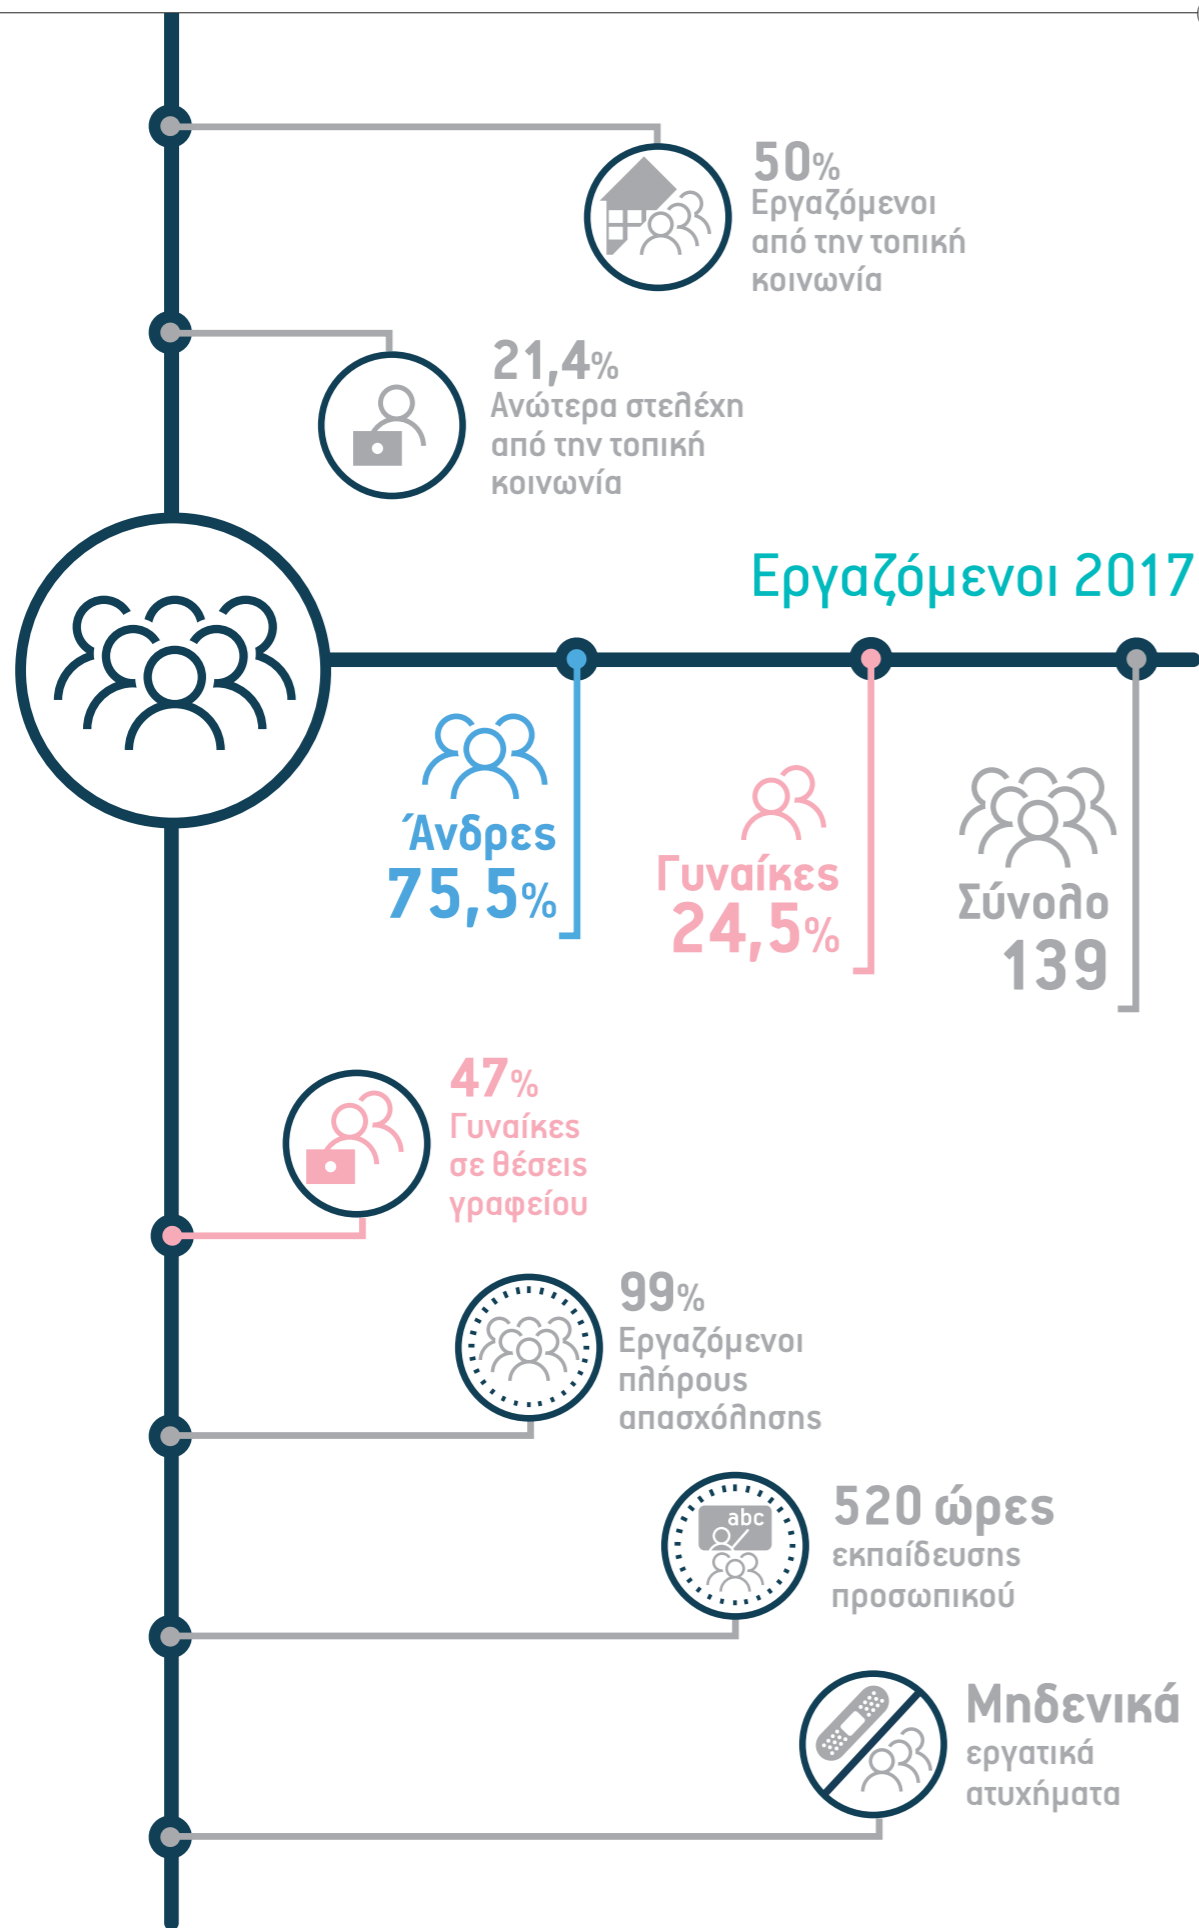 50%
Εργαζόμενοι
από την τοπική
κοινωνία
21,4%
Ανώτερα στελέχη
από την τοπική
κοινωνία
Εργαζόμενοι 2017
Άνδρες
75,5%
Γυναίκες
24,5%
Σύνολο
139
47%
Γυναίκες
σε θέσεις
γραφείου
99%
Εργαζόμενοι
πλήρους
απασχόλησης
abc
520 ώρες
εκπαίδευσης
προσωπικού
Μηδενικά
εργατικά
ατυχήματα